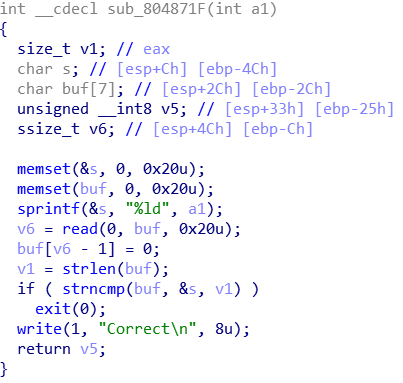 int __cdecl sub_804871F(int a1)
{
size_t v1; // eax
char s; // [esp+Ch] [ebp-4Ch]
char buf[7]; // [esp+2Ch] [ebp-2Ch]
unsigned __int8 v5; // [esp+33h] [ebp-25h]
ssize_t v6; // [esp+4Ch] [ebp-Ch]
memset(&s, 0, 0x20u);
memset(buf, 0, 0x20u);
sprintf(&s, "%ld", a1);
v6 = read(0, buf, 0x20u);
buf[v6 - 1] = 0;
v1 = strlen(buf);
if ( strncmp(buf, &s, v1) )
exit(0);
write(1, "Correct\n", 8u);
return v5;
}